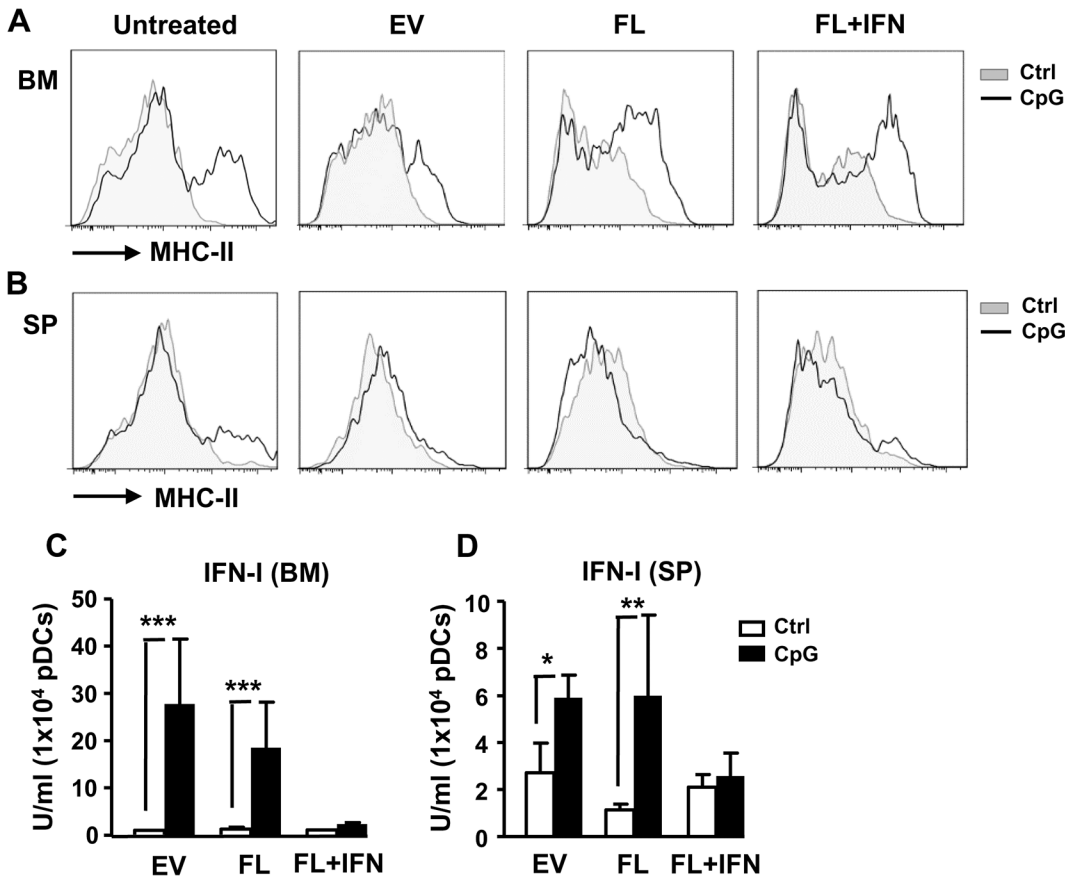 A
Untreated
EV
FL
FL+IFN
BM
Ctrl
CpG
MHC-II
B
SP
Ctrl
CpG
MHC-II
C
IFN-I (BM)
U/ml (1x10⁴ pDCs)
50
40
30
20
10
0
***
***
EV
FL
FL+IFN
D
IFN-I (SP)
U/ml (1x10⁴ pDCs)
10
8
6
4
2
0
*
**
Ctrl
CpG
EV
FL
FL+IFN